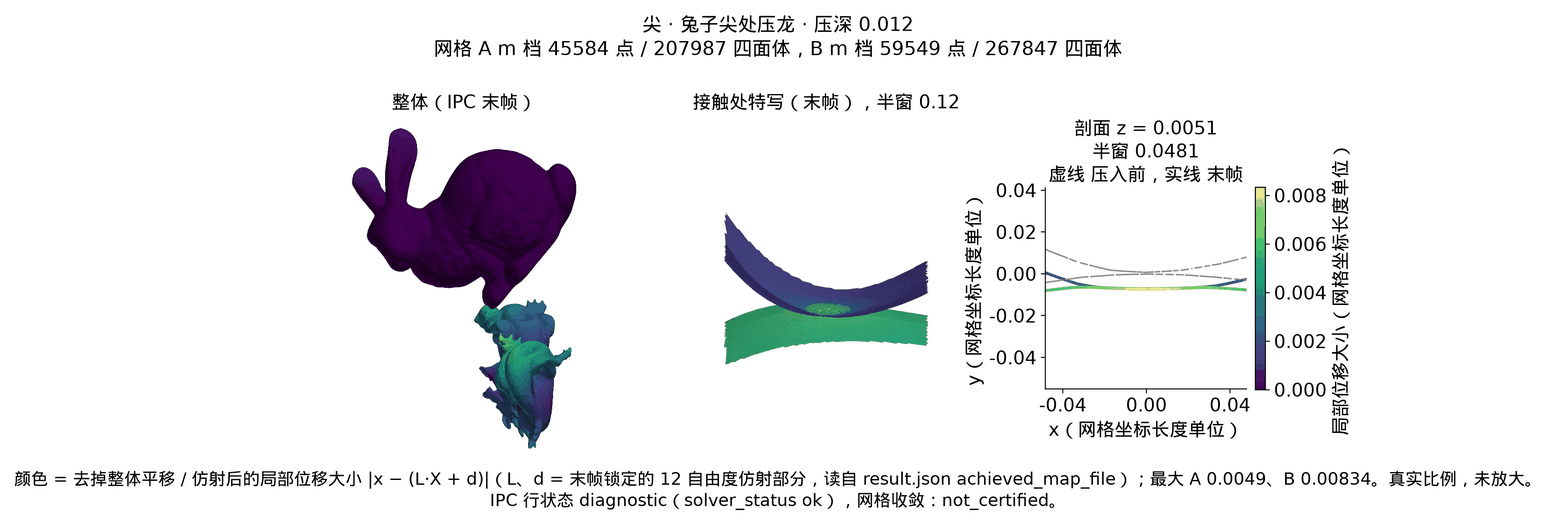 尖 · 兔子尖处压龙 · 压深 0.012
网格 A m 档 45584 点 / 207987 四面体，B m 档 59549 点 / 267847 四面体
整体（IPC 末帧）
接触处特写（末帧），半窗 0.12
剖面 z = 0.0051
半窗 0.0481
虚线 压入前，实线 末帧
y（网格坐标长度单位）
0.04
0.02
0.00
-0.02
-0.04
-0.04 0.00 0.04
x（网格坐标长度单位）
0.008
0.006
0.004
0.002
0.000
局部位移大小（网格坐标长度单位）
颜色 = 去掉整体平移 / 仿射后的局部位移大小 |x − (L·X + d)|（L、d = 末帧锁定的 12 自由度仿射部分，读自 result.json achieved_map_file）；最大 A 0.0049、B 0.00834。真实比例，未放大。
IPC 行状态 diagnostic（solver_status ok），网格收敛：not_certified。